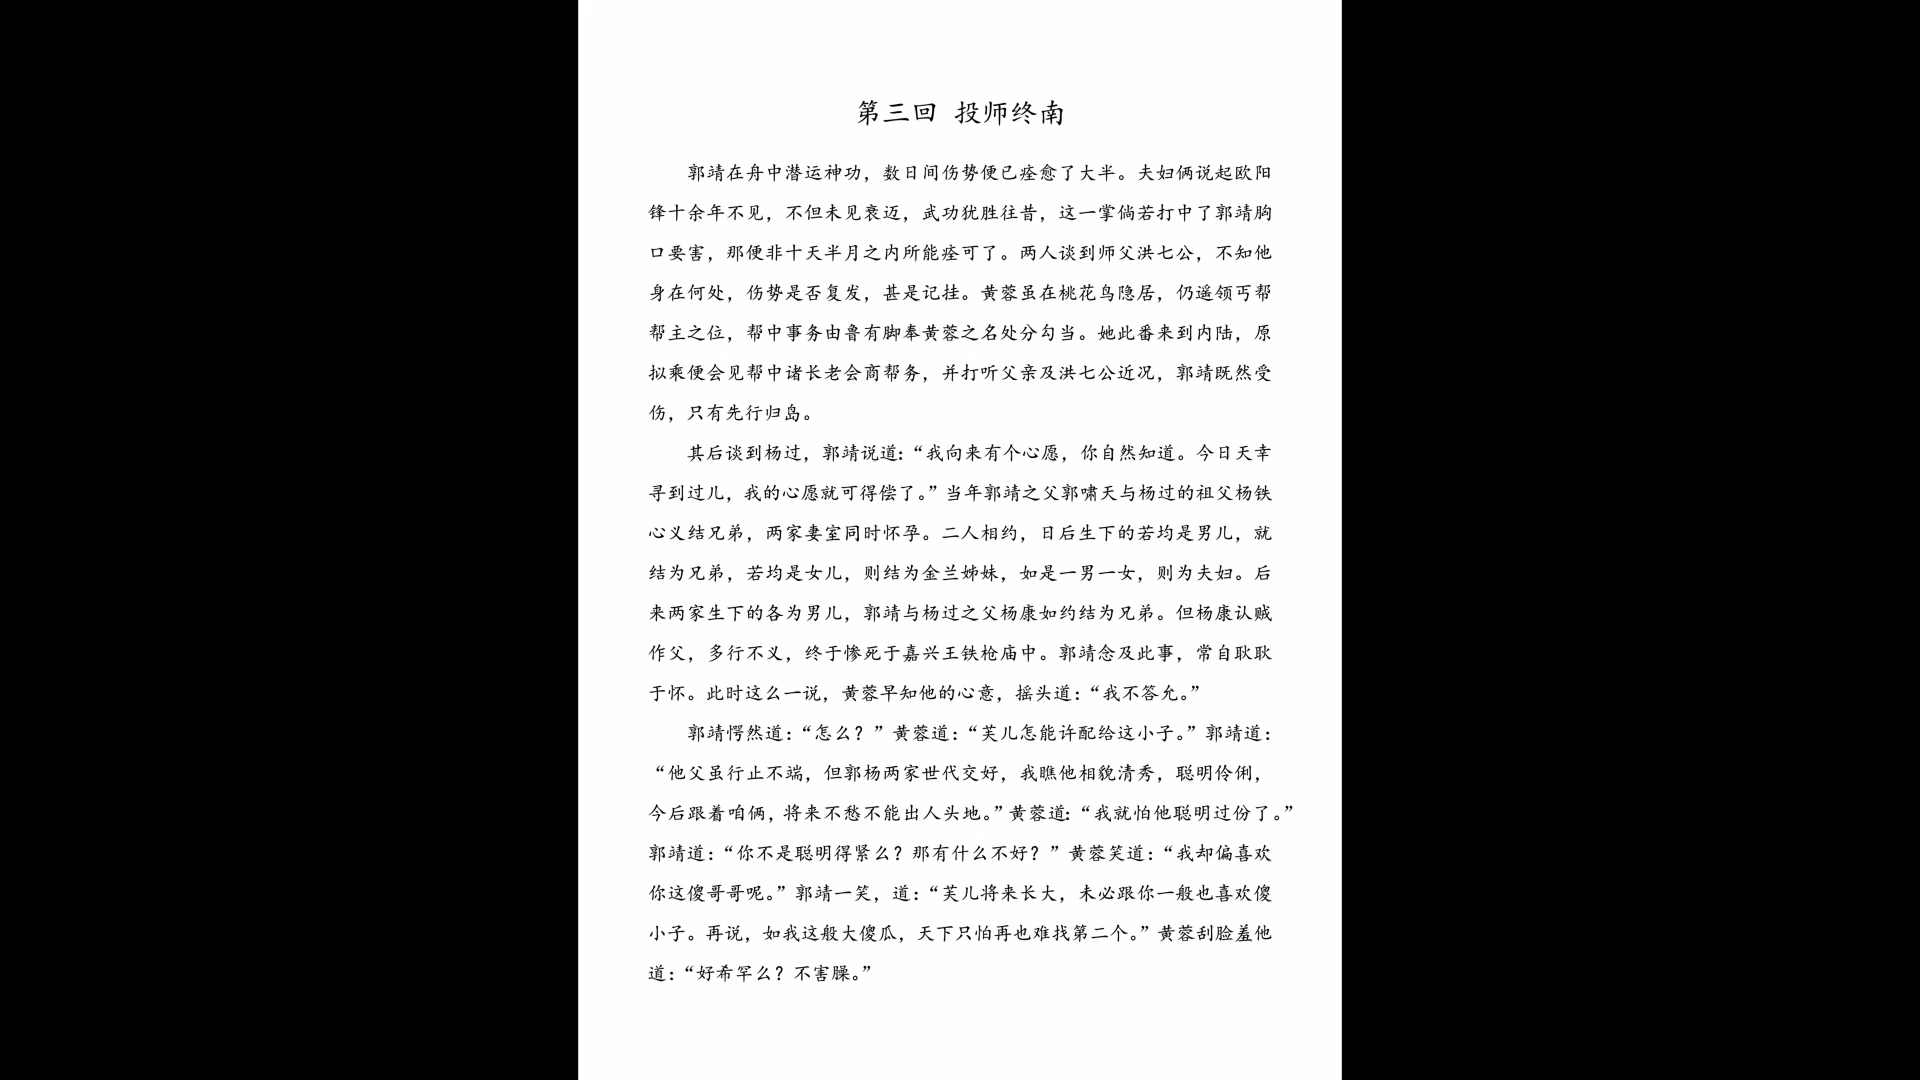 第三回 投师终南
郭靖在舟中潜运神功，数日间伤势便已痊愈了大半。夫妇俩说起欧阳
锋十余年不见，不但未见衰迈，武功犹胜往昔，这一掌倘若打中了郭靖朐
口要害，那便非十天半月之内所能痊可了。两人谈到师父洪七公，不知他
身在何处，伤势是否复发，甚是记挂。黄蓉虽在桃花鸟隐居，仍遥领丐帮
帮主之位，帮中事务由鲁有脚奉黄蓉之名处分勾当。她此番来到内陆，原
拟乘便会见帮中诸长老会商帮务，并打听父亲及洪七公近况，郭靖既然受
伤，只有先行归岛。
其后谈到杨过，郭靖说道：“我向来有个心愿，你自然知道。今日天幸
寻到过儿，我的心愿就可得偿了。”当年郭靖之父郭啸天与杨过的祖父杨铁
心义结兄弟，两家妻室同时怀孕。二人相约，日后生下的若均是男儿，就
结为兄弟，若均是女儿，则结为金兰姊妹，如是一男一女，则为夫妇。后
来两家生下的各为男儿，郭靖与杨过之父杨康如约结为兄弟。但杨康认贼
作父，多行不义，终于惨死于嘉兴王铁枪庙中。郭靖念及此事，常自耿耿
于怀。此时这么一说，黄蓉早知他的心意，摇头道：“我不答允。”
郭靖愕然道：“怎么？”黄蓉道：“芙儿怎能许配给这小子。”郭靖道：
“他父虽行止不端，但郭杨两家世代交好，我瞧他相貌清秀，聪明伶俐，
今后跟着咱俩，将来不愁不能出人头地。”黄蓉道：“我就怕他聪明过份了。”
郭靖道：“你不是聪明得紧么？那有什么不好？”黄蓉笑道：“我却偏喜欢
你这傻哥哥呢。”郭靖一笑，道：“芙儿将来长大，未必跟你一般也喜欢傻
小子。再说，如我这般大傻瓜，天下只怕再也难找第二个。”黄蓉刮脸羞他
道：“好希罕么？不害臊。”